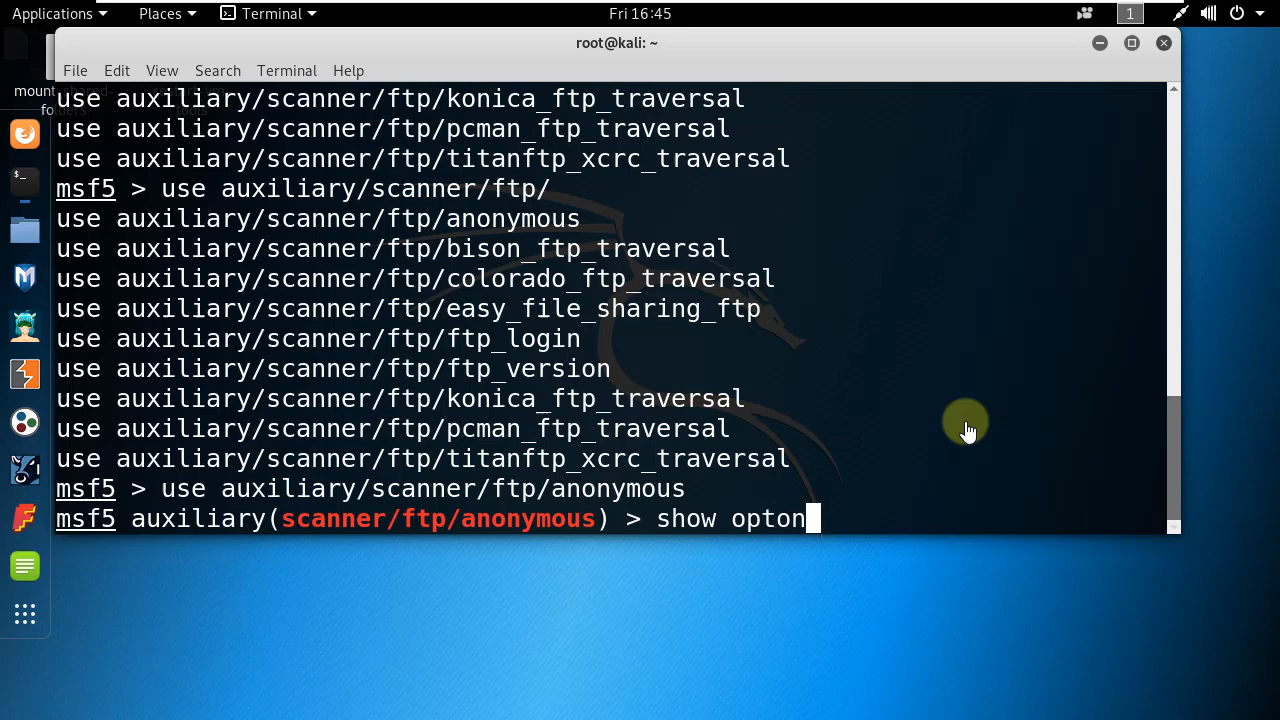 Applications Places Terminal Fri 16:45 1
root@kali: ~
File Edit View Search Terminal Help
use auxiliary/scanner/ftp/konica_ftp_traversal
use auxiliary/scanner/ftp/pcman_ftp_traversal
use auxiliary/scanner/ftp/titanftp_xcrc_traversal
msf5 > use auxiliary/scanner/ftp/
use auxiliary/scanner/ftp/anonymous
use auxiliary/scanner/ftp/bison_ftp_traversal
use auxiliary/scanner/ftp/colorado_ftp_traversal
use auxiliary/scanner/ftp/easy_file_sharing_ftp
use auxiliary/scanner/ftp/ftp_login
use auxiliary/scanner/ftp/ftp_version
use auxiliary/scanner/ftp/konica_ftp_traversal
use auxiliary/scanner/ftp/pcman_ftp_traversal
use auxiliary/scanner/ftp/titanftp_xcrc_traversal
msf5 > use auxiliary/scanner/ftp/anonymous
msf5 auxiliary(scanner/ftp/anonymous) > show opton